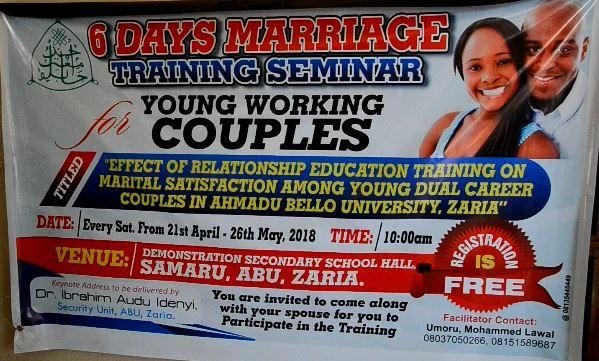 6 DAYS MARRIAGE
TRAINING SEMINAR
for YOUNG WORKING
COUPLES
TITLED
"EFFECT OF RELATIONSHIP EDUCATION TRAINING ON
MARITAL SATISFACTION AMONG YOUNG DUAL CAREER
COUPLES IN AHMADU BELLO UNIVERSITY, ZARIA"
DATE: Every Sat. From 21st April - 26th May, 2018 TIME: 10:00am
VENUE: DEMONSTRATION SECONDARY SCHOOL HALL,
SAMARU, ABU, ZARIA.
REGISTRATION
IS
FREE
Keynote Address to be delivered by
Dr. Ibrahim Audu Idenyi,
Security Unit, ABU, Zaria.
You are invited to come along
with your spouse for you to
Participate in the Training
Facilitator Contact:
Umoru, Mohammed Lawal
08037050266, 08151589687